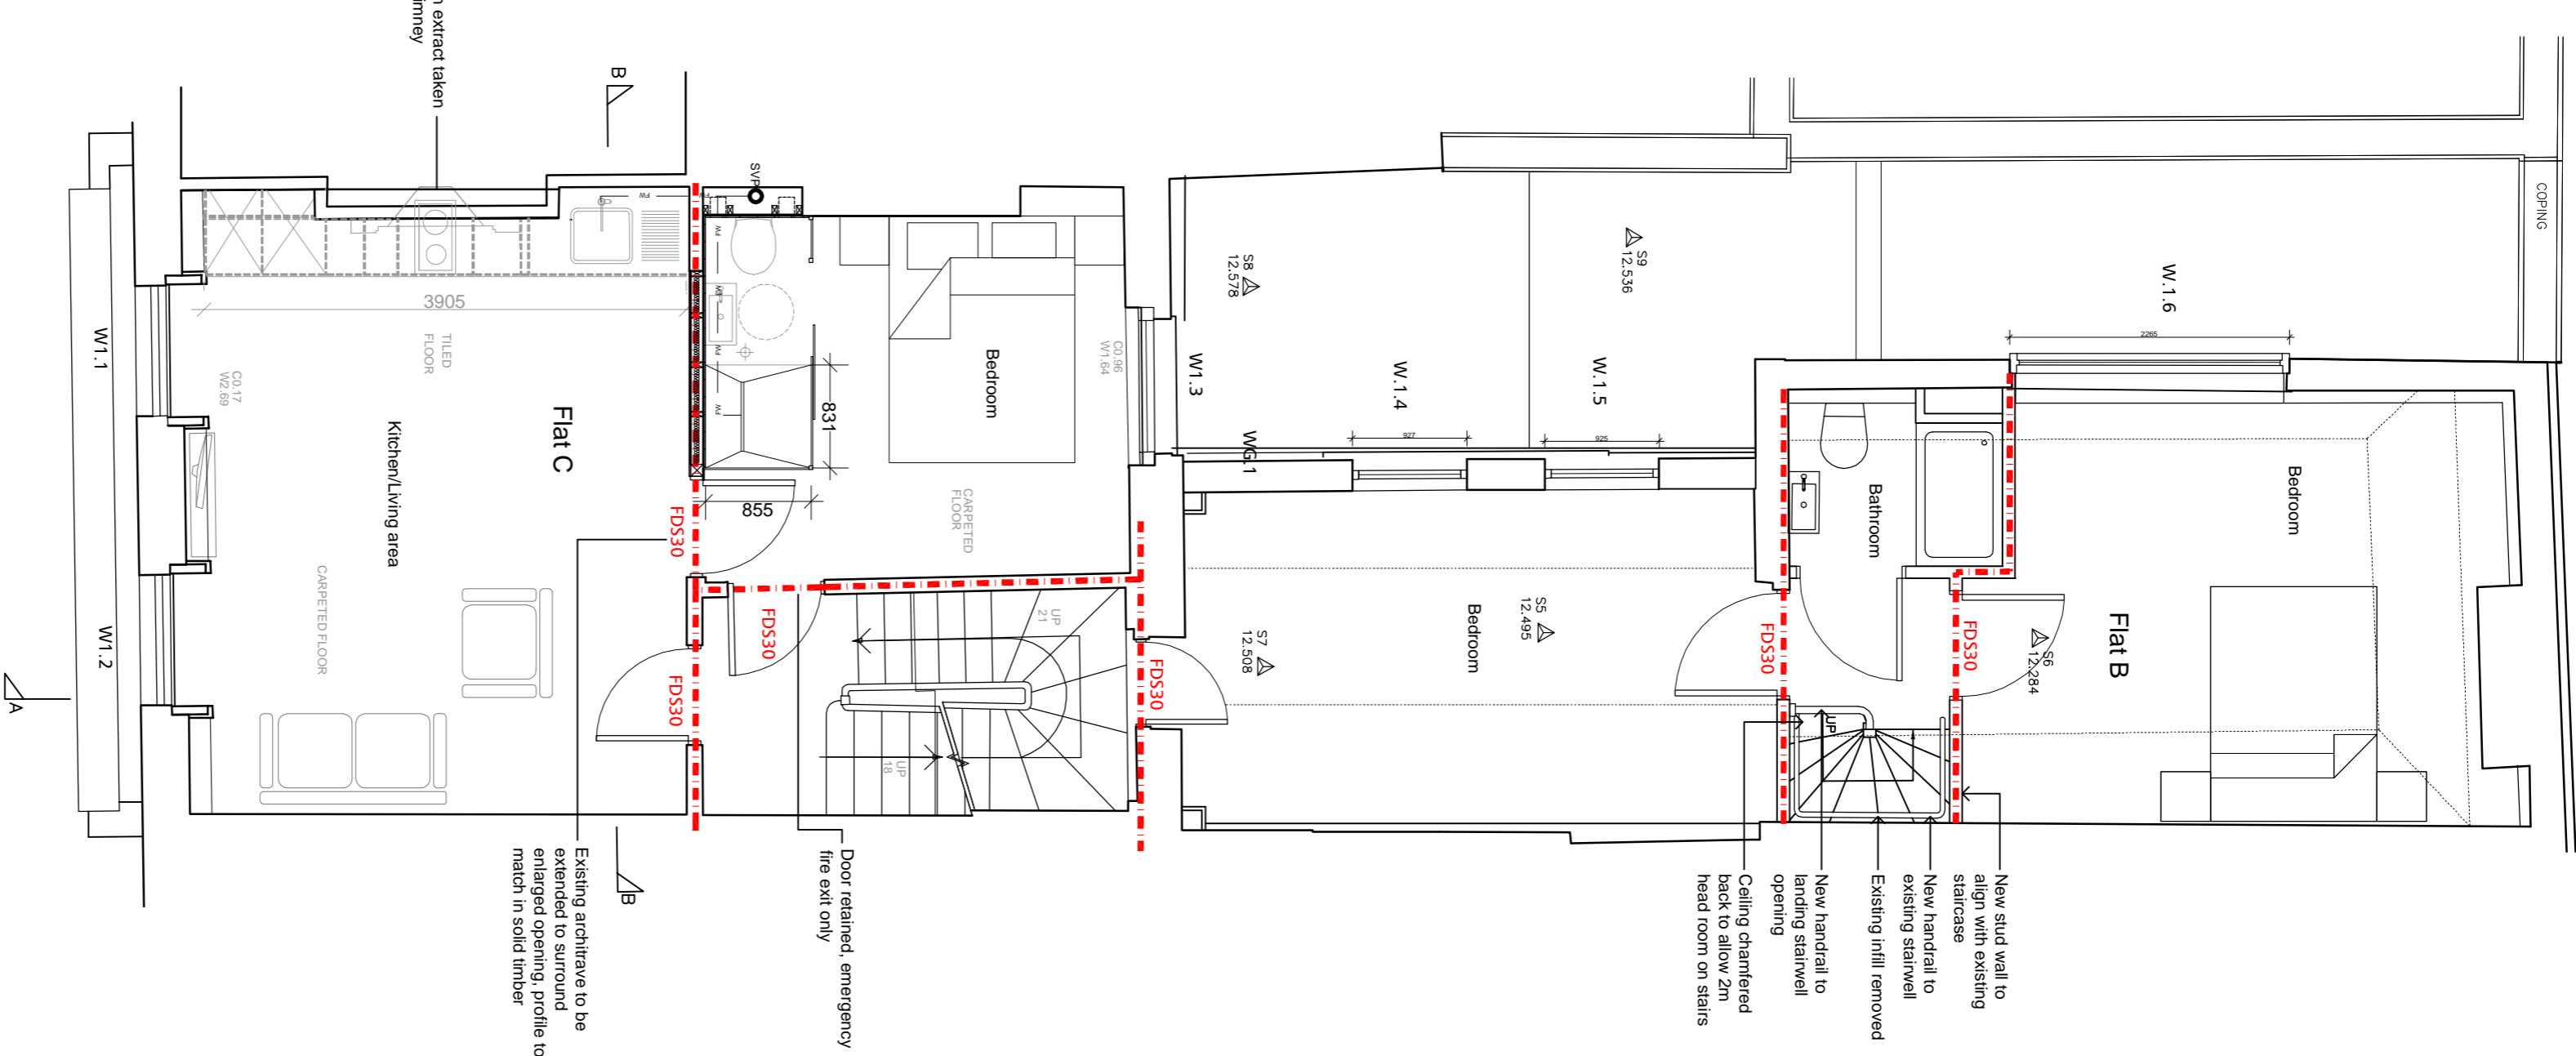 n extract taken
imney
B
SVP
FW
FW
FW
FW
FW
FW
3905
TILED
FLOOR
C0.17
W2.69
Kitchen/Living area
Flat C
CARPETED FLOOR
W1.1
W1.2
A
B
831
855
Bedroom
C0.96
W1.64
CARPETED
FLOOR
FDS30
FDS30
FDS30
FDS30
UP
21
UP
18
Existing architrave to be
extended to surround
enlarged opening, profile to
match in solid timber
Door retained, emergency
fire exit only
W1.3
WG.1
W.1.4
W.1.5
W.1.6
927
925
2265
S8
12.578
S9
12.536
COPING
S7
12.508
S5
12.495
Bedroom
Bathroom
FDS30
FDS30
UP
S6
12.284
Flat B
Bedroom
New stud wall to
align with existing
staircase
New handrail to
existing stairwell
Existing infill removed
New handrail to
landing stairwell
opening
Ceiling chamfered
back to allow 2m
head room on stairs